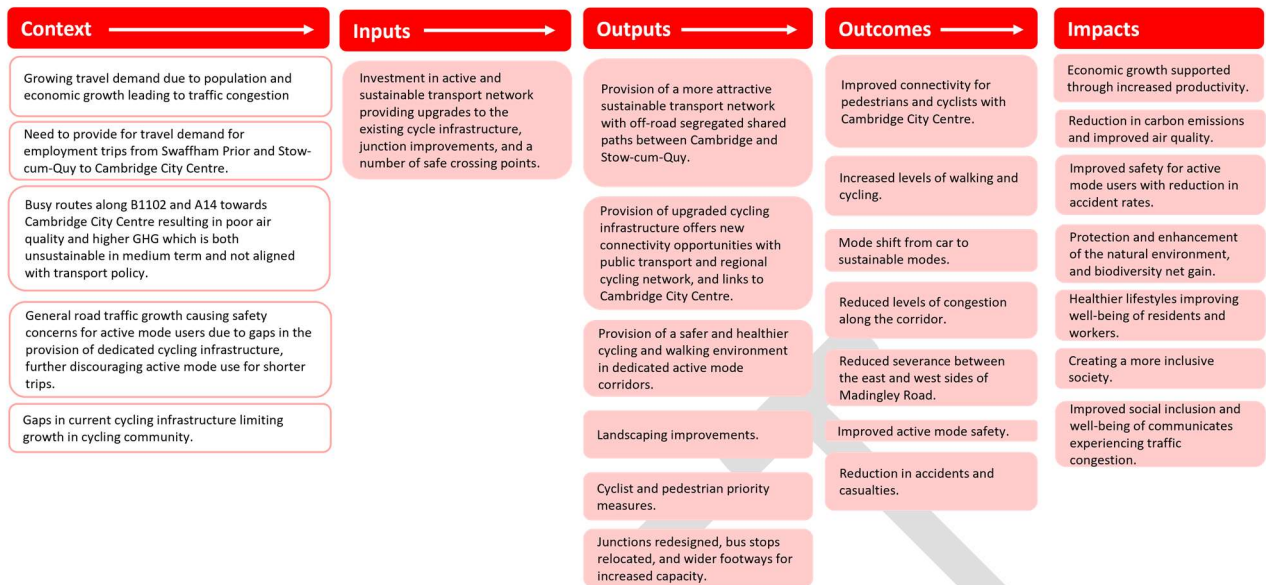 Context
Growing travel demand due to population and
economic growth leading to traffic congestion
Need to provide for travel demand for
employment trips from Swaffham Prior and Stow-
cum-Quy to Cambridge City Centre.
Busy routes along B1102 and A14 towards
Cambridge City Centre resulting in poor air
quality and higher GHG which is both
unsustainable in medium term and not aligned
with transport policy.
General road traffic growth causing safety
concerns for active mode users due to gaps in the
provision of dedicated cycling infrastructure,
further discouraging active mode use for shorter
trips.
Gaps in current cycling infrastructure limiting
growth in cycling community.
Inputs
Investment in active and
sustainable transport network
providing upgrades to the
existing cycle infrastructure,
junction improvements, and a
number of safe crossing points.
Outputs
Provision of a more attractive
sustainable transport network
with off-road segregated shared
paths between Cambridge and
Stow-cum-Quy.
Provision of upgraded cycling
infrastructure offers new
connectivity opportunities with
public transport and regional
cycling network, and links to
Cambridge City Centre.
Provision of a safer and healthier
cycling and walking environment
in dedicated active mode
corridors.
Landscaping improvements.
Cyclist and pedestrian priority
measures.
Junctions redesigned, bus stops
relocated, and wider footways for
increased capacity.
Outcomes
Improved connectivity for
pedestrians and cyclists with
Cambridge City Centre.
Increased levels of walking and
cycling.
Mode shift from car to
sustainable modes.
Reduced levels of congestion
along the corridor.
Reduced severance between
the east and west sides of
Madingley Road.
Improved active mode safety.
Reduction in accidents and
casualties.
Impacts
Economic growth supported
through increased productivity.
Reduction in carbon emissions
and improved air quality.
Improved safety for active
mode users with reduction in
accident rates.
Protection and enhancement
of the natural environment,
and biodiversity net gain.
Healthier lifestyles improving
well-being of residents and
workers.
Creating a more inclusive
society.
Improved social inclusion and
well-being of communicates
experiencing traffic
congestion.